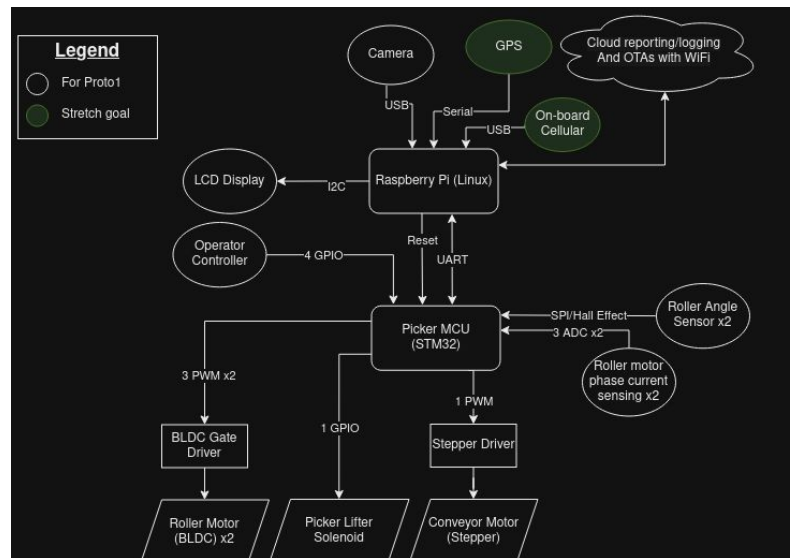 Legend
For Proto1
Stretch goal
Camera
GPS
Cloud reporting/logging
And OTAs with WiFi
USB
Serial
USB
On-board
Cellular
LCD Display
I2C
Raspberry Pi (Linux)
Reset
UART
Operator
Controller
4 GPIO
Picker MCU
(STM32)
SPI/Hall Effect
3 ADC x2
Roller Angle
Sensor x2
Roller motor
phase current
sensing x2
3 PWM x2
1 GPIO
1 PWM
BLDC Gate
Driver
Stepper Driver
Roller Motor
(BLDC) x2
Picker Lifter
Solenoid
Conveyor Motor
(Stepper)